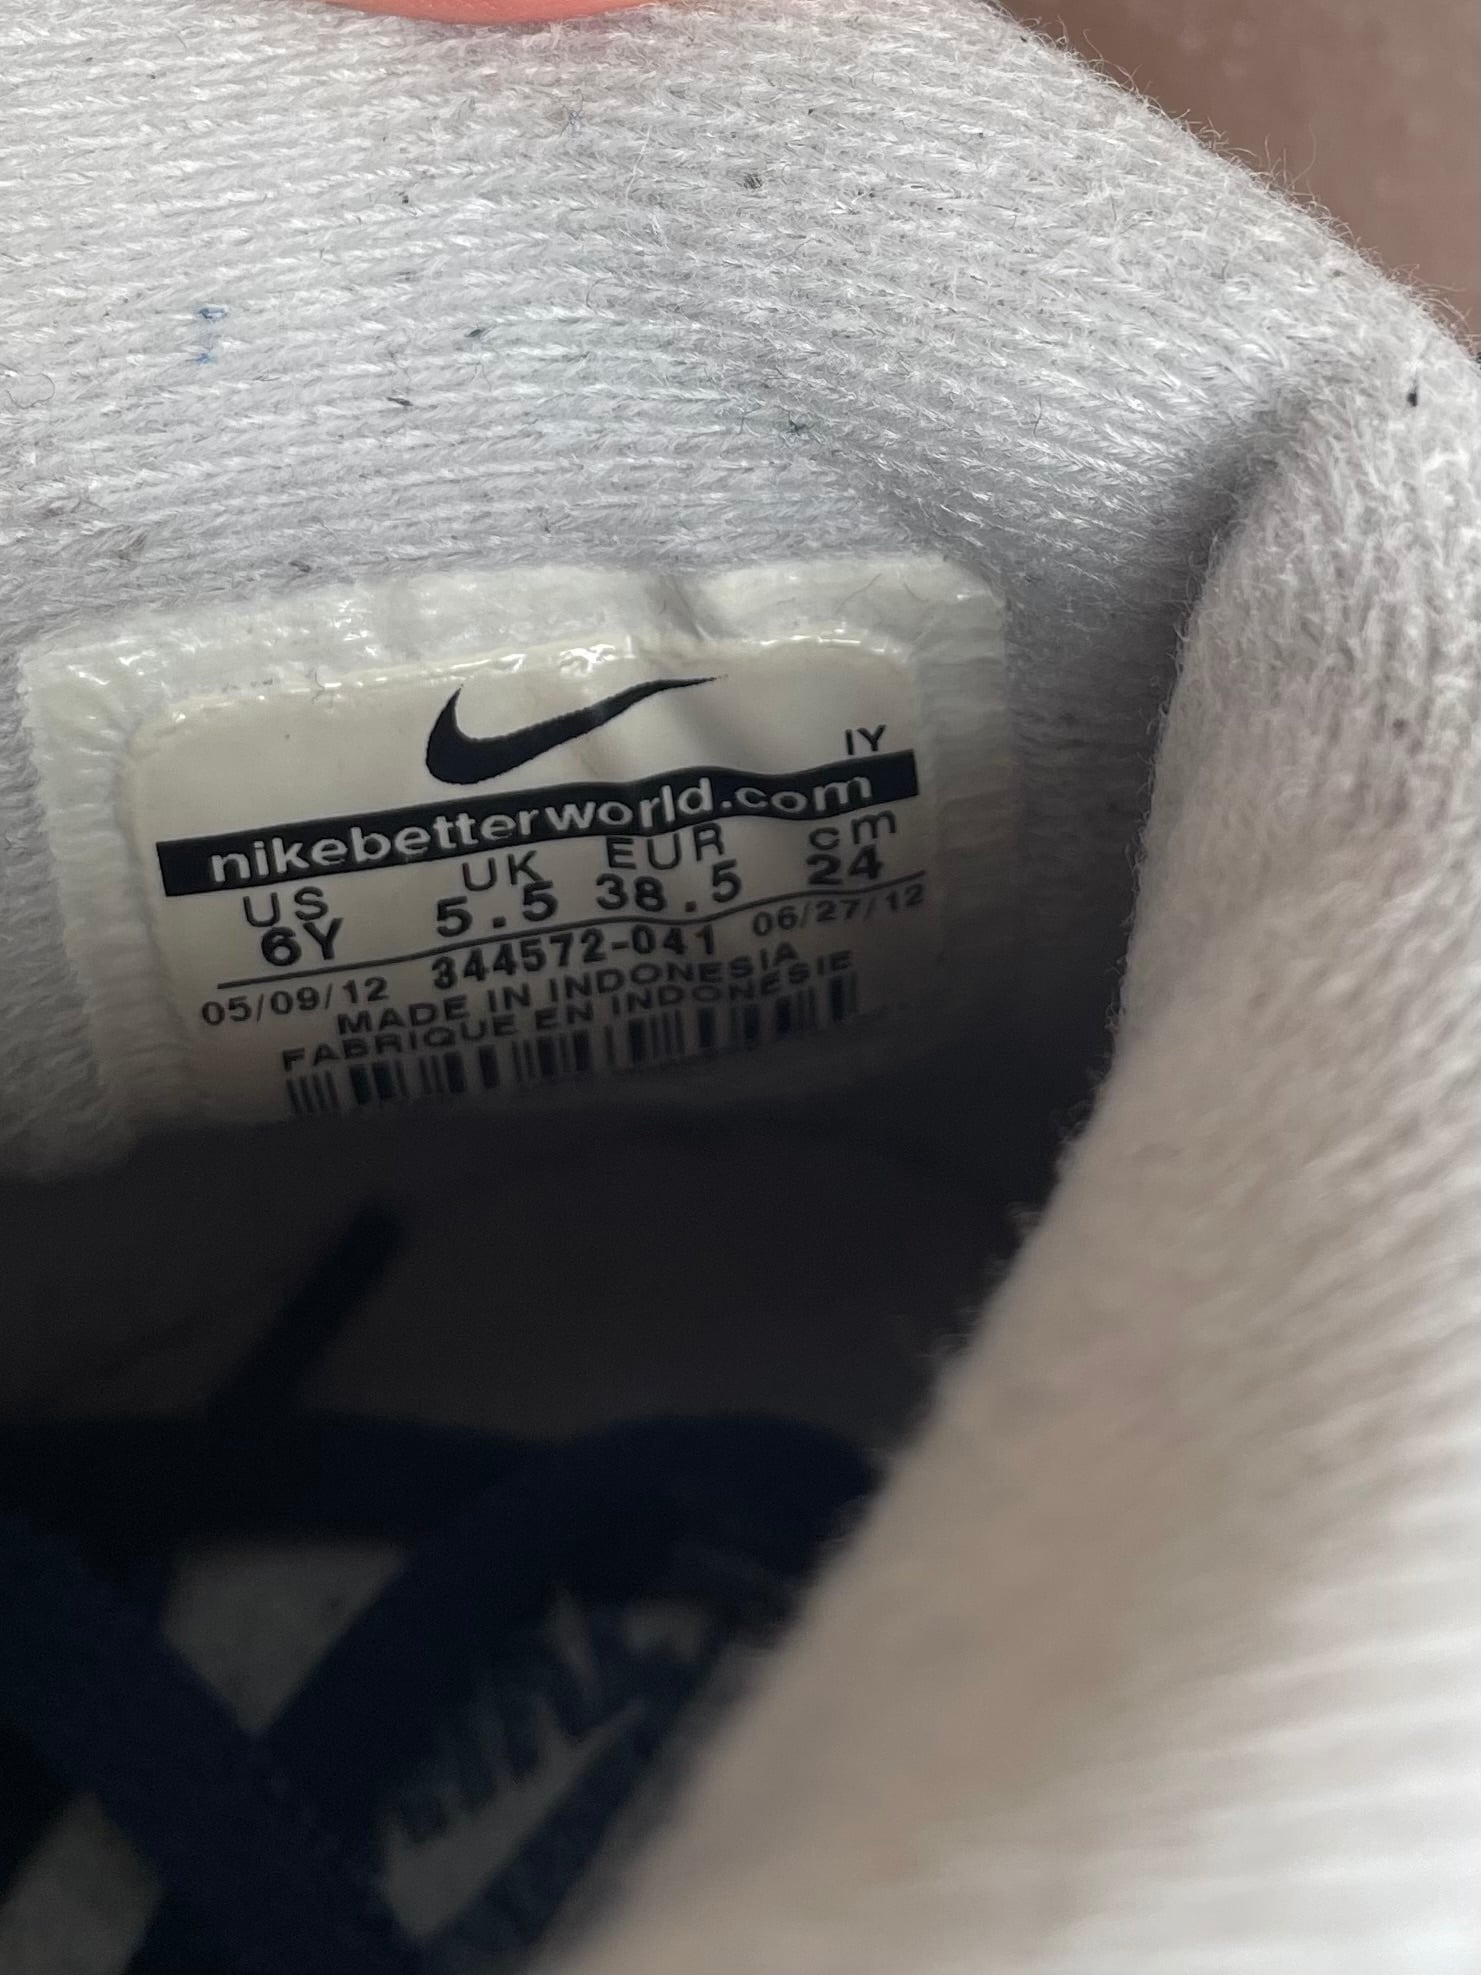 IY
nikebetterworld.com
US UK EUR cm
6Y 5.5 38.5 24
05/09/12 344572-041 06/27/12
MADE IN INDONESIA
FABRIQUE EN INDONESIE